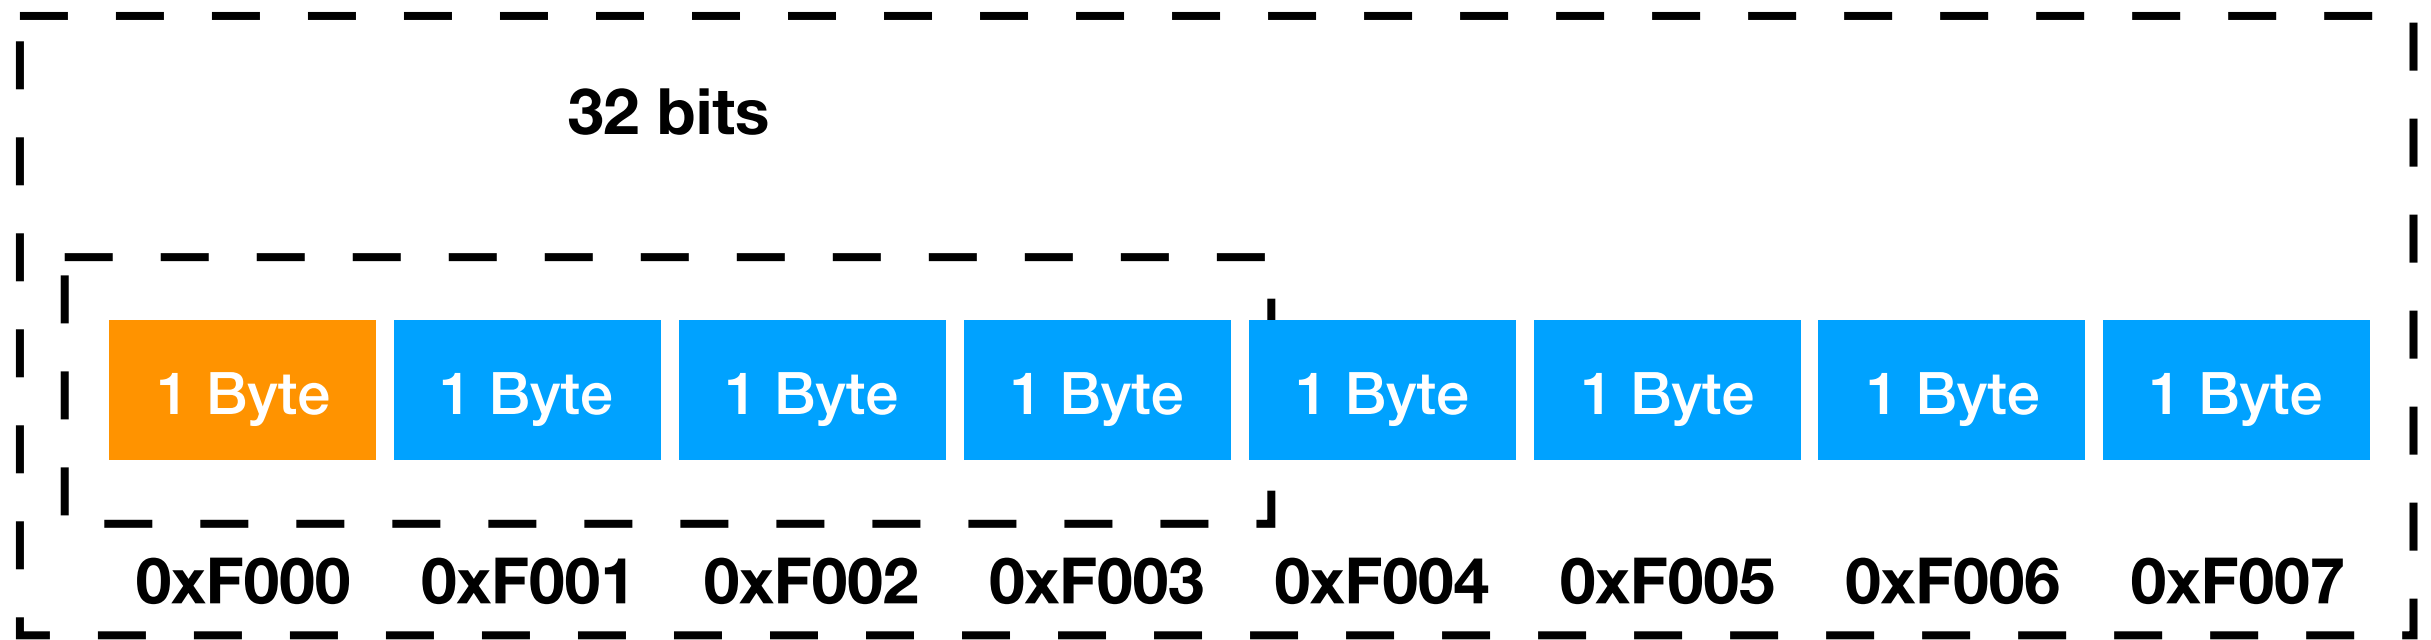 32 bits
1 Byte 1 Byte 1 Byte 1 Byte 1 Byte 1 Byte 1 Byte 1 Byte
0xF000 0xF001 0xF002 0xF003 0xF004 0xF005 0xF006 0xF007